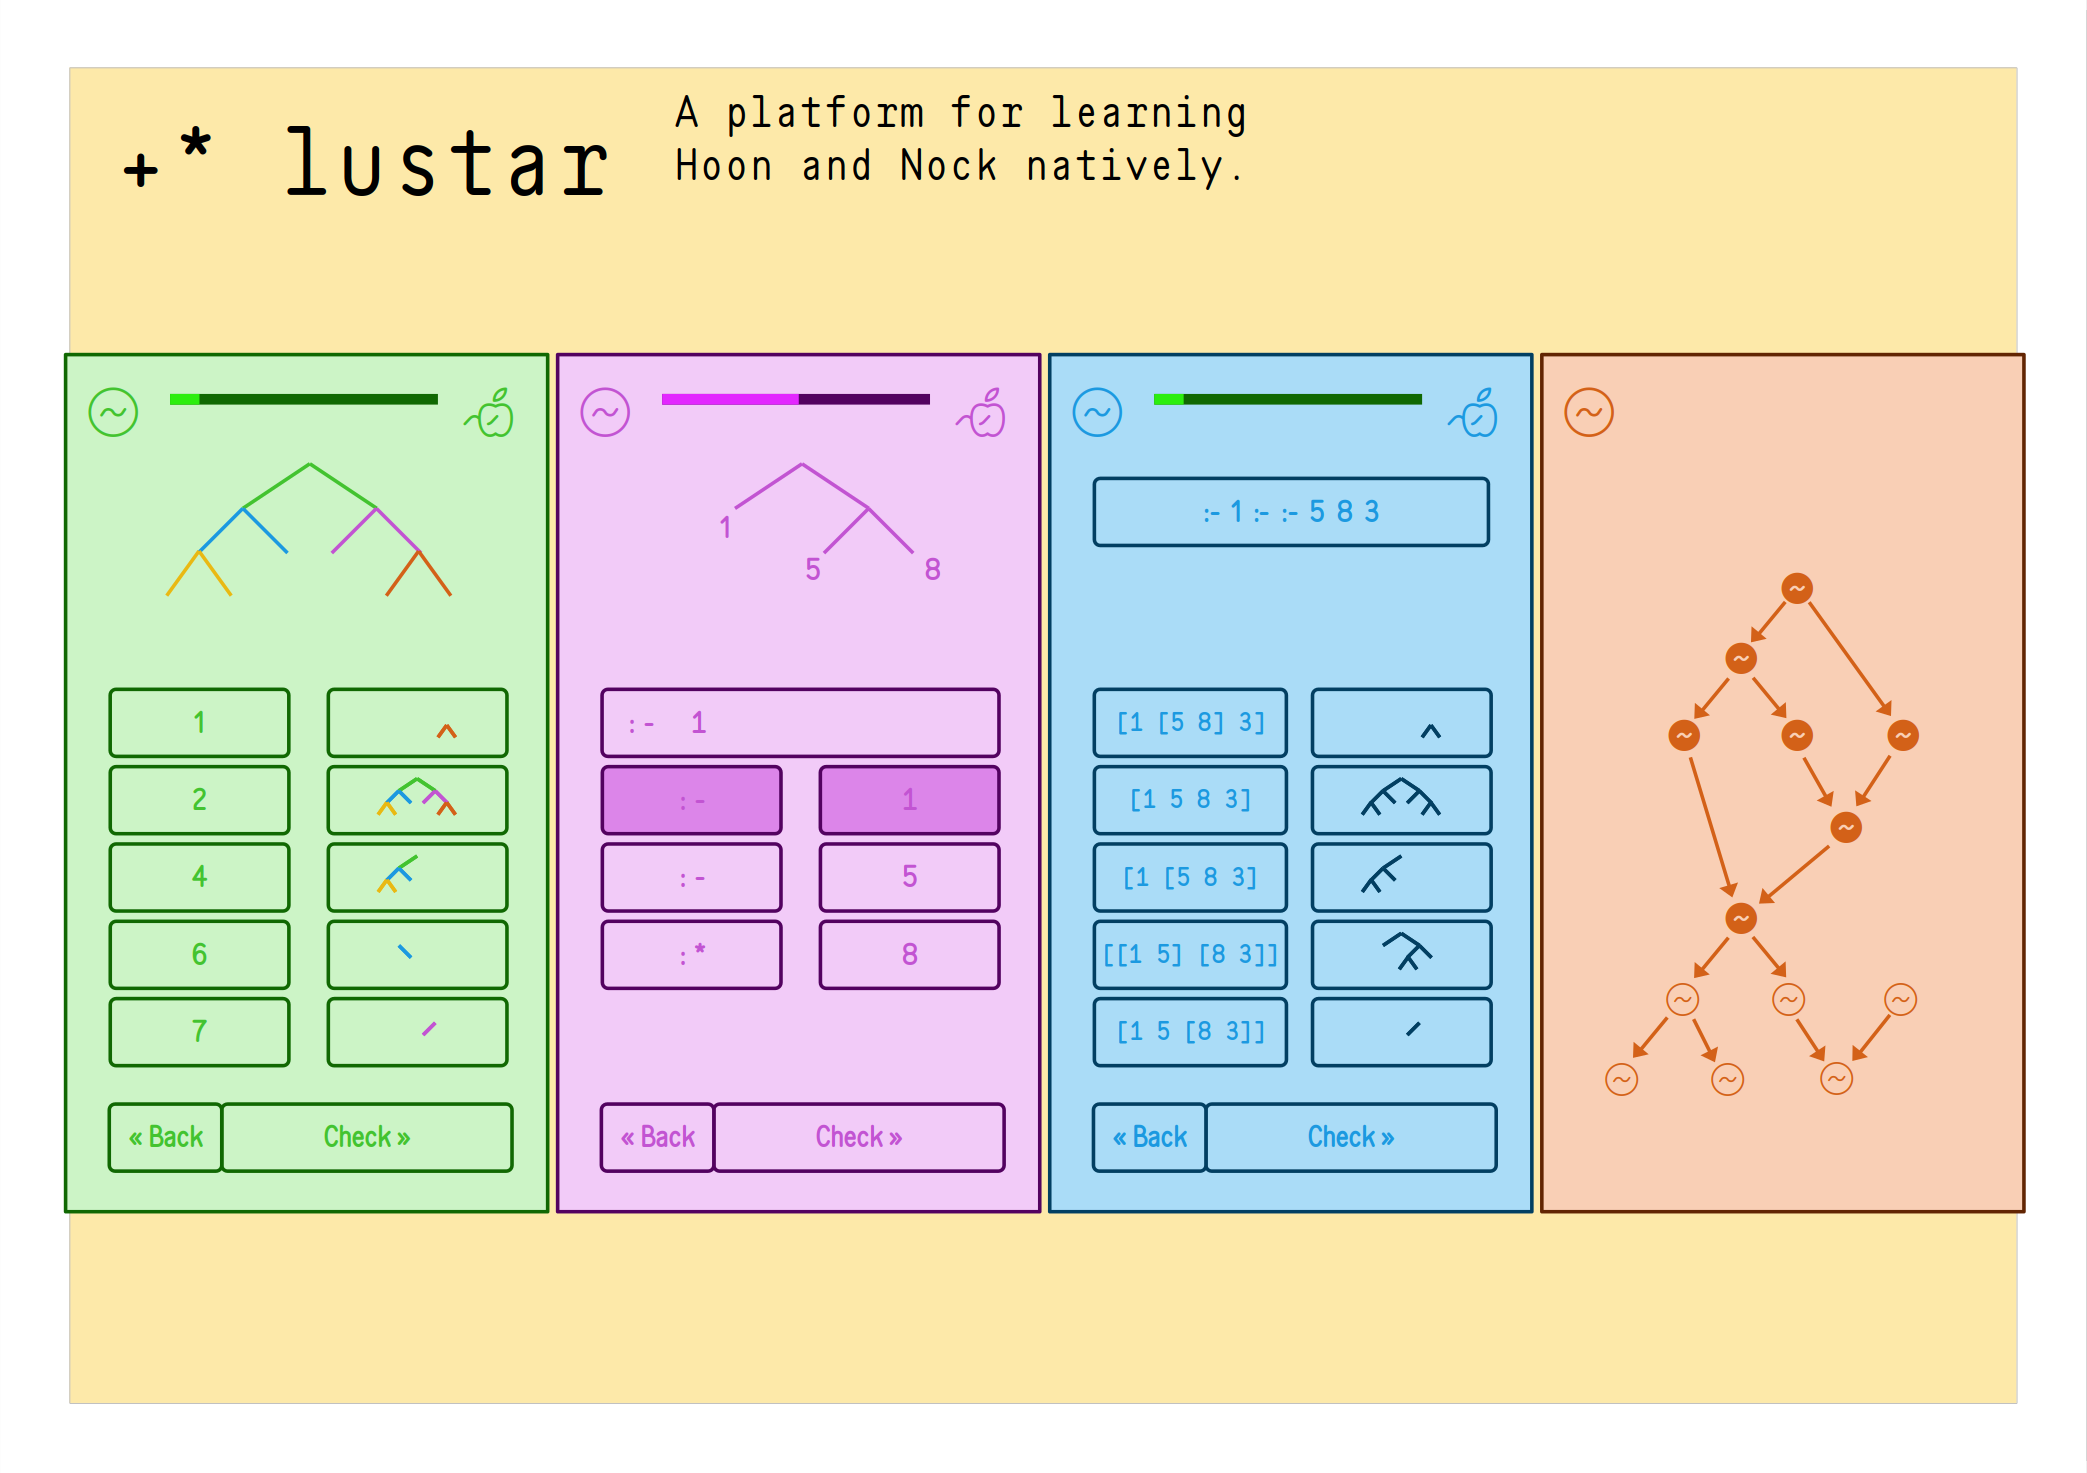 +* lustar
A platform for learning
Hoon and Nock natively.
1
2
4
6
7
« Back
Check »
1
5
8
:- 1
:- 1
:- 5
:* 8
« Back
Check »
:- 1 :- :- 5 8 3
[1 [5 8] 3]
[1 5 8 3]
[1 [5 8 3]
[[1 5] [8 3]]
[1 5 [8 3]]
« Back
Check »